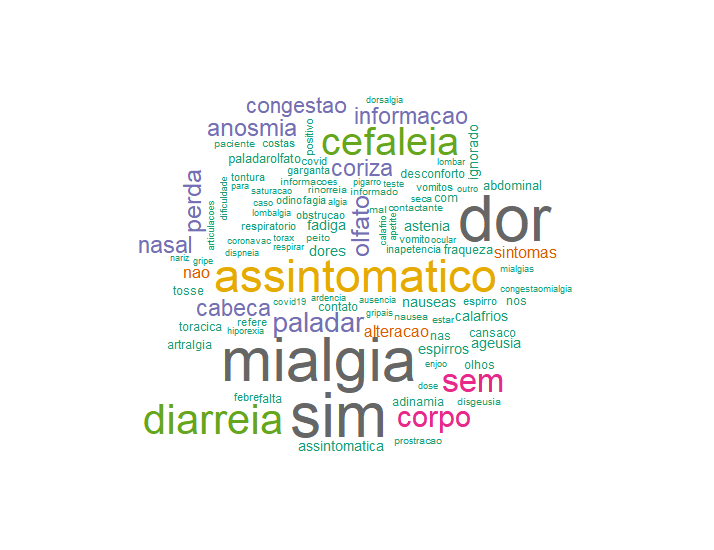 dorsalgia
congestao
informacao
anosmia
positivo
cefaleia
ignorado
paciente
costas
paladarolfato
covid
lombar
garganta
coriza
desconforto
perda
tontura
informacoes
pigarro
teste
vomitos
outro
abdominal
para
saturacao
rinorreia
informado
dificuldade
caso
odinofagia
algia
olfato
seca
com
dor
articulacoes
lombalgia
obstrucao
mal
contactante
calafrio
apetite
respiratorio
fadiga
astenia
nasal
coronavac
torax
peito
dores
vomito
ocular
dispneia
respirar
inapetencia
fraqueza
sintomas
nariz
gripe
nao
assintomatico
mialgias
tosse
congestaomialgia
covid19
ardencia
ausencia
nauseas
espirro
nos
cabeca
contato
paladar
gripais
nausea
estar
calafrios
toracica
refere
hiporexia
alteracao
nas
cansaco
artralgia
espirros
ageusia
mialgia
enjoo
olhos
sem
dose
febre
falta
adinamia
disgeusia
diarreia
sim
corpo
assintomatica
prostracao